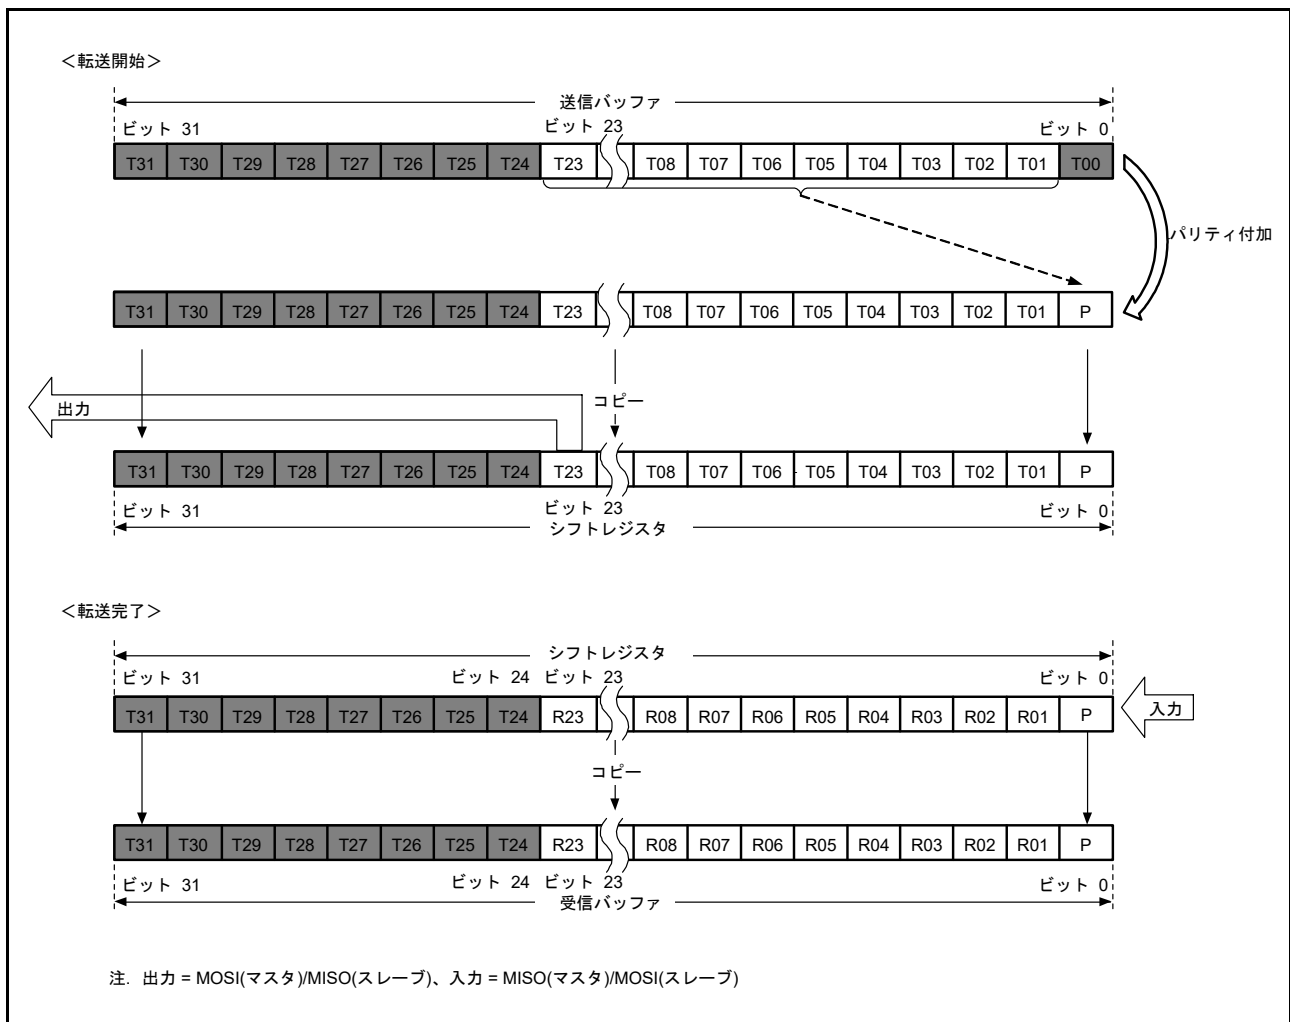 ＜転送開始＞
送信バッファ
ビット 31 ビット 23 ビット 0
T31 T30 T29 T28 T27 T26 T25 T24 T23 T08 T07 T06 T05 T04 T03 T02 T01 T00
パリティ付加
T31 T30 T29 T28 T27 T26 T25 T24 T23 T08 T07 T06 T05 T04 T03 T02 T01 P
出力 コピー
T31 T30 T29 T28 T27 T26 T25 T24 T23 T08 T07 T06 T05 T04 T03 T02 T01 P
ビット 31 ビット 23 ビット 0
シフトレジスタ
＜転送完了＞
シフトレジスタ
ビット 31 ビット 24 ビット 23 ビット 0
T31 T30 T29 T28 T27 T26 T25 T24 R23 R08 R07 R06 R05 R04 R03 R02 R01 P 入力
コピー
T31 T30 T29 T28 T27 T26 T25 T24 R23 R08 R07 R06 R05 R04 R03 R02 R01 P
ビット 31 ビット 24 ビット 23 ビット 0
受信バッファ
注. 出力 = MOSI(マスタ)/MISO(スレーブ)、入力 = MISO(マスタ)/MOSI(スレーブ)